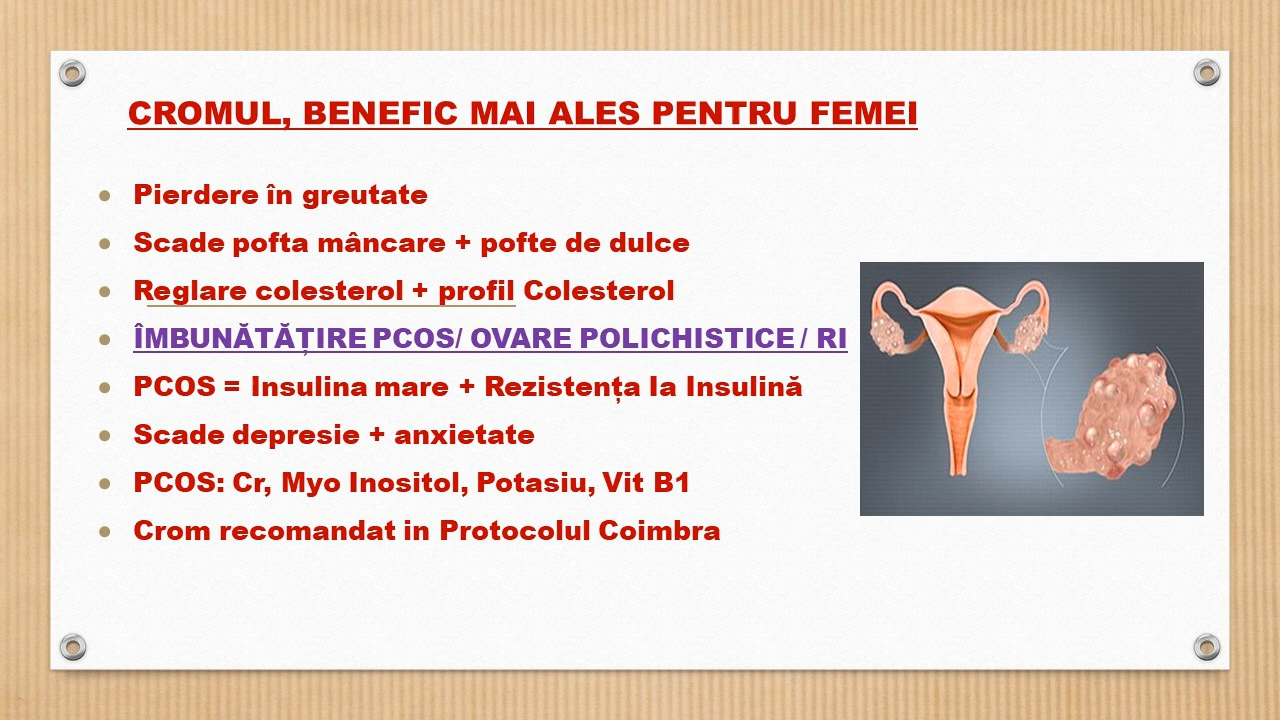 CROMUL, BENEFIC MAI ALES PENTRU FEMEI
Pierdere în greutate
Scade pofta mâncare + pofte de dulce
Reglare colesterol + profil Colesterol
ÎMBUNĂTĂȚIRE PCOS/ OVARE POLICHISTICE / RI
PCOS = Insulina mare + Rezistența la Insulină
Scade depresie + anxietate
PCOS: Cr, Myo Inositol, Potasiu, Vit B1
Crom recomandat in Protocolul Coimbra